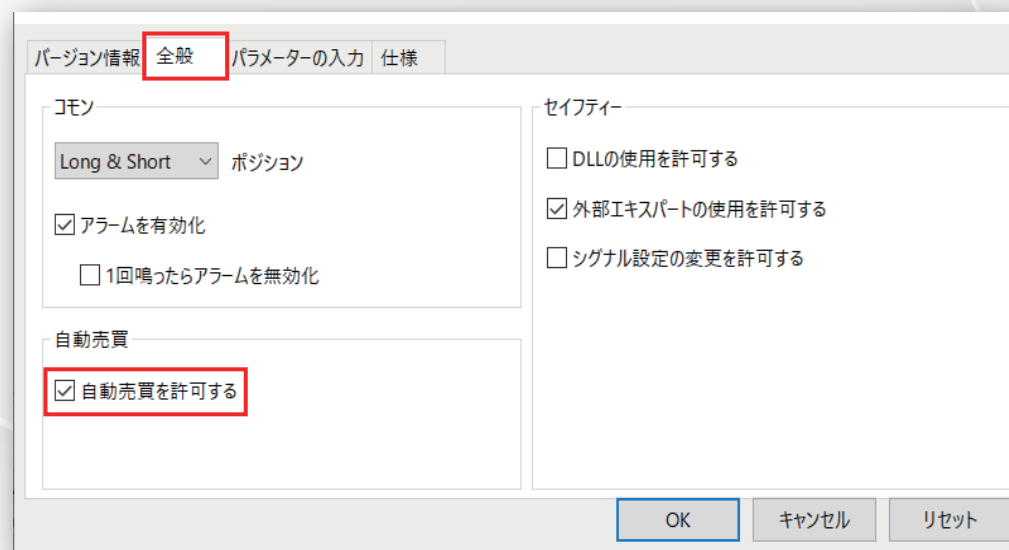 バージョン情報 全般 パラメーターの入力 仕様
コモン
Long & Short ポジション
アラームを有効化
1回鳴ったらアラームを無効化
自動売買
自動売買を許可する
セイフティー
DLLの使用を許可する
外部エキスパートの使用を許可する
シグナル設定の変更を許可する
OK キャンセル リセット